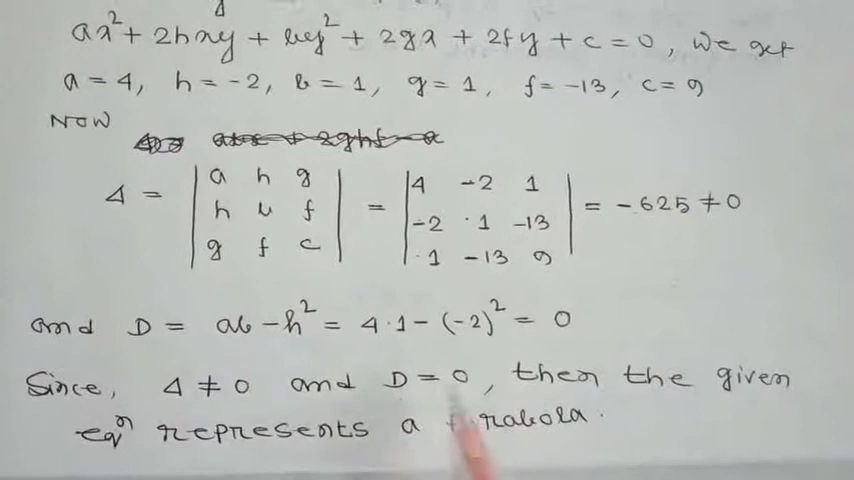 ax² + 2hxy + by² + 2gx + 2fy + c = 0, We get
a = 4, h = -2, b = 1, g = 1, f = -13, c = 9
NOW
Δ = | a h g | = | 4 -2 1 | = -625 ≠ 0
| h b f | | -2 1 -13 |
| g f c | | 1 -13 9 |
and D = ab - h² = 4·1 - (-2)² = 0
Since, Δ ≠ 0 and D = 0, then the given
eqⁿ represents a